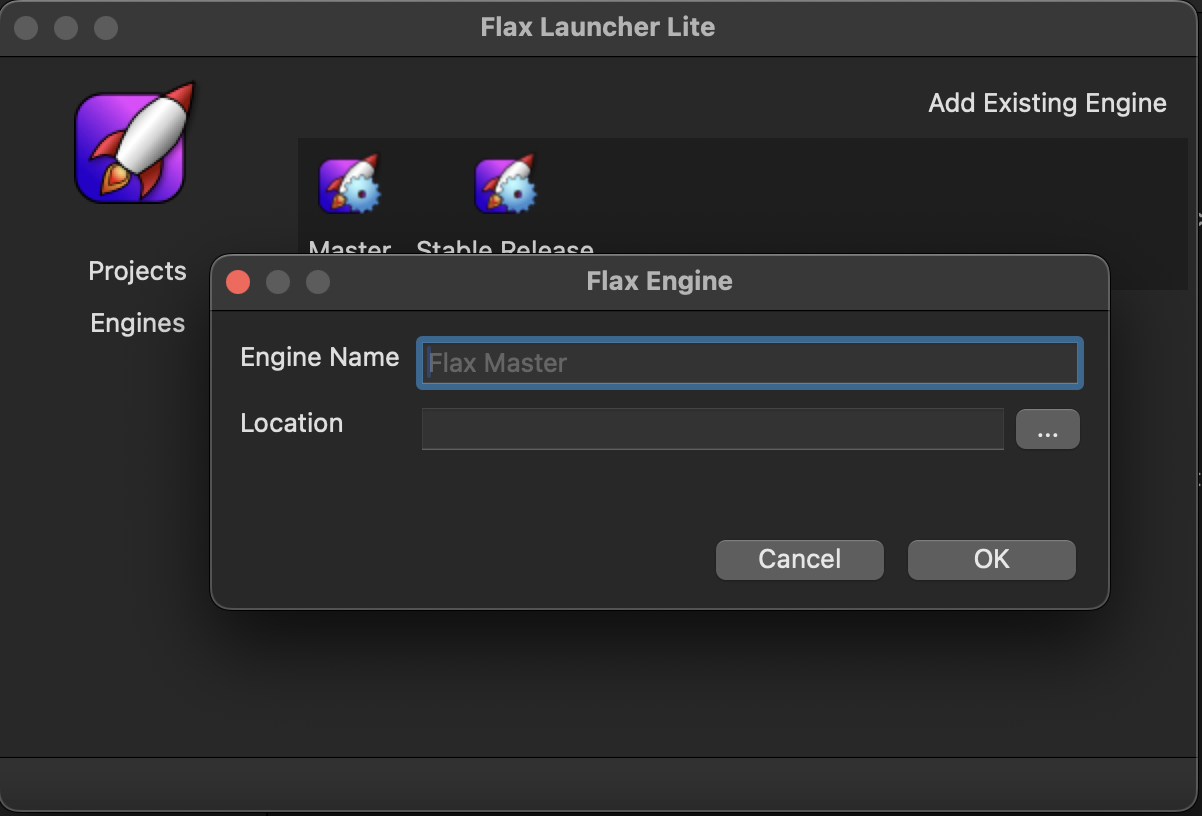 Flax Launcher Lite
Add Existing Engine
Master
Stable Release
Projects
Engines
Flax Engine
Engine Name
Flax Master
Location
...
Cancel
OK